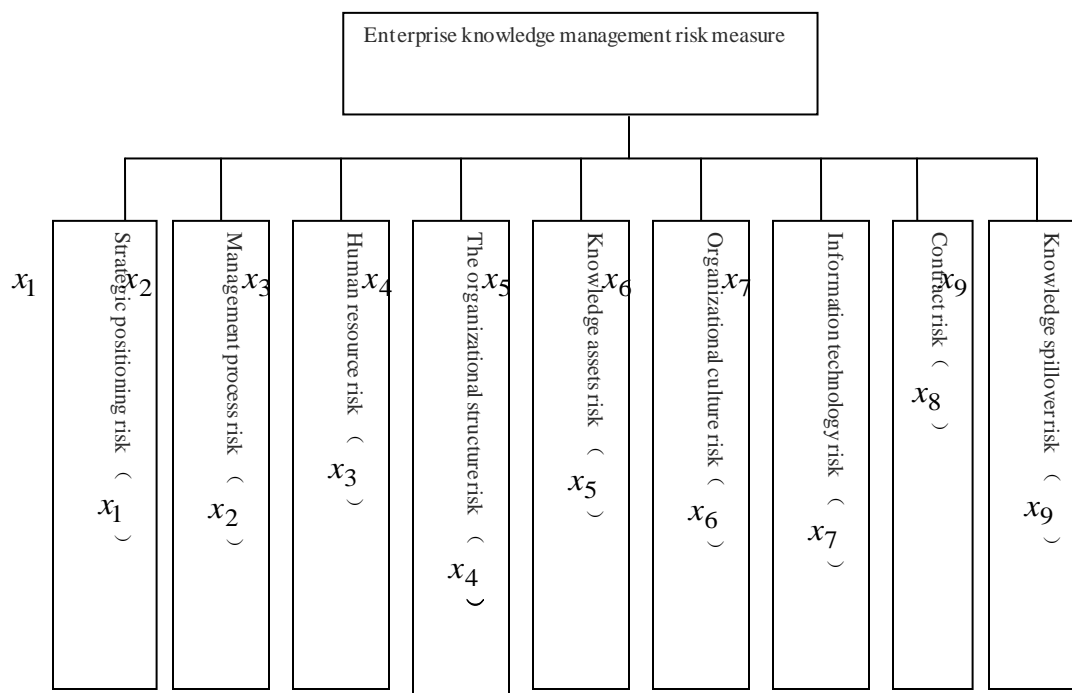 Enterprise knowledge management risk measure
x1
x2
x3
x4
x5
x6
x7
x9
Strategic positioning risk （x1）
Management process risk （x2）
Human resource risk （x3）
The organizational structure risk （x4）
Knowledge assets risk （x5）
Organizational culture risk （x6）
Information technology risk （x7）
Contract risk （x8）
Knowledge spillover risk （x9）